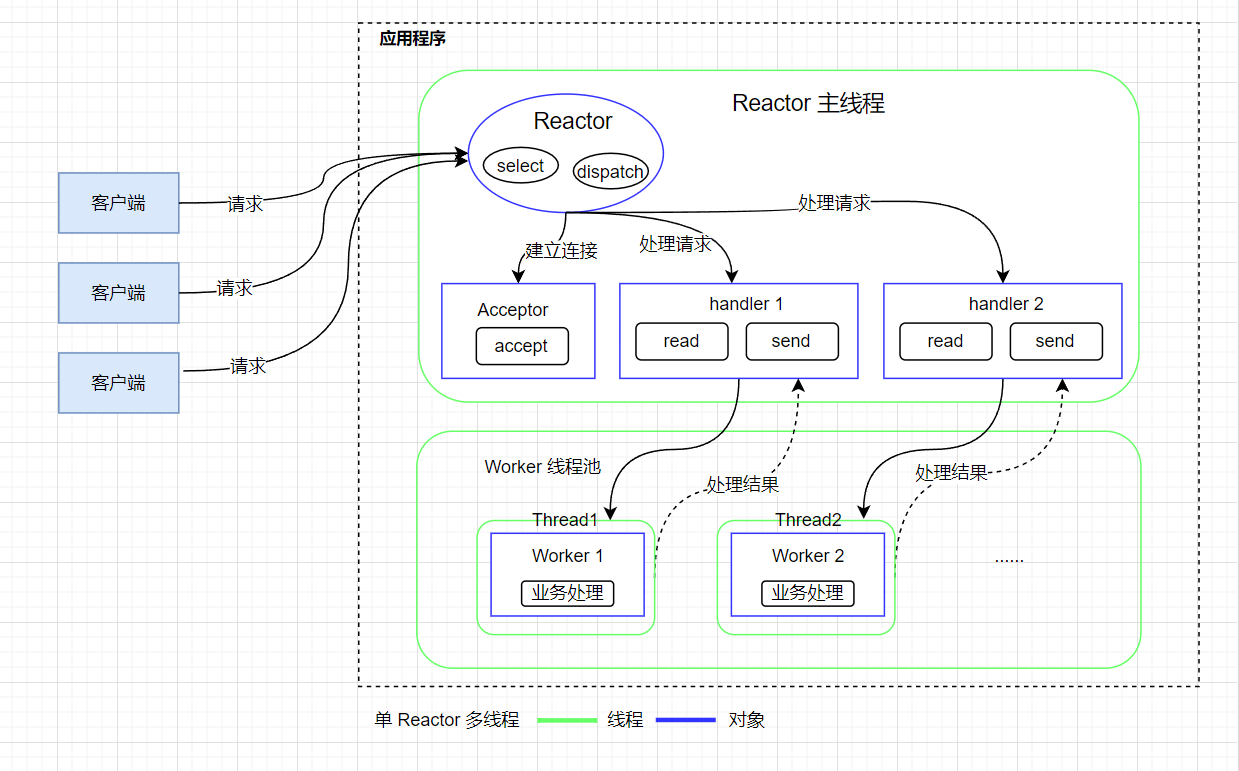 应用程序
Reactor 主线程
Reactor
select
dispatch
客户端
请求
客户端
请求
客户端
请求
处理请求
建立连接
处理请求
Acceptor
accept
handler 1
read
send
handler 2
read
send
Worker 线程池
处理结果
处理结果
Thread1
Worker 1
业务处理
Thread2
Worker 2
业务处理
......
单 Reactor 多线程
线程
对象